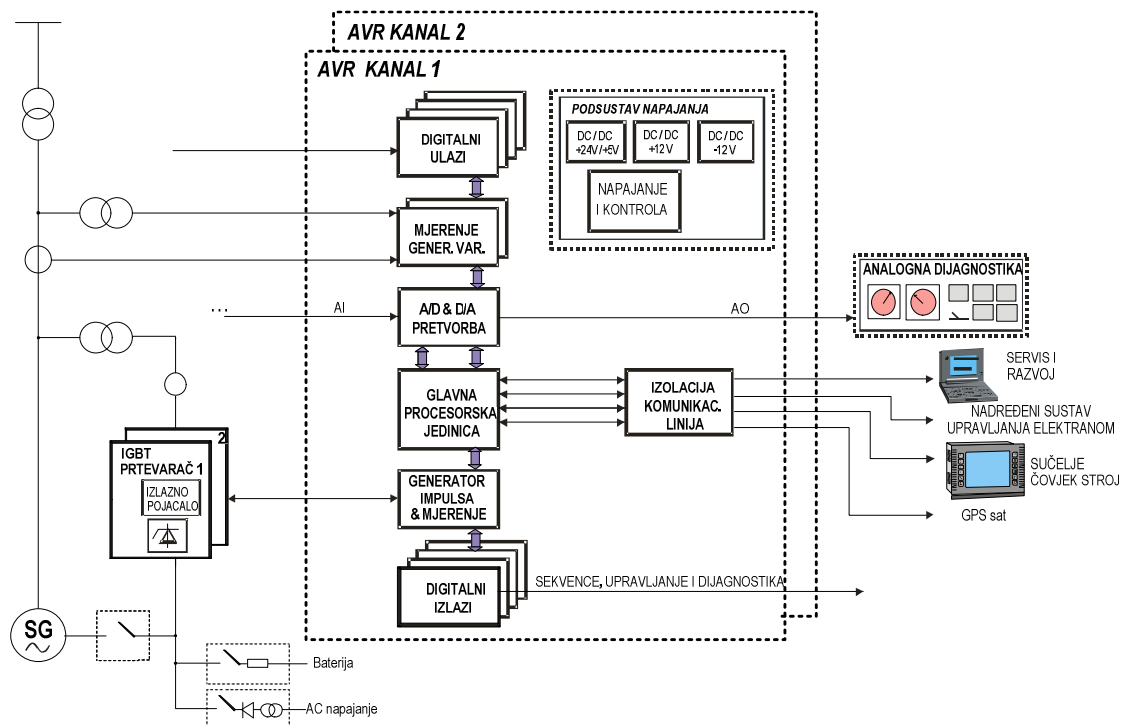 AVR KANAL 2
AVR KANAL 1
DIGITALNI
ULAZI
PODSUSTAV NAPAJANJA
DC / DC
+24V/+5V
DC / DC
+12 V
DC / DC
-12 V
NAPAJANJE
I KONTROLA
MJERENJE
GENER. VAR.
ANALOGNA DIJAGNOSTIKA
...
AI
A/D & D/A
PRETVORBA
AO
GLAVNA
PROCESORSKA
JEDINICA
IZOLACIJA
KOMUNIKAC.
LINIJA
SERVIS I
RAZVOJ
NADREĐENI SUSTAV
UPRAVLJANJA ELEKTRANOM
SUČELJE
ČOVJEK STROJ
GPS sat
2
IGBT
PRTEVARAČ 1
IZLAZNO
POJACALO
GENERATOR
IMPULSA
& MJERENJE
DIGITALNI
IZLAZI
SEKVENCE, UPRAVLJANJE I DIJAGNOSTIKA
SG
Baterija
AC napajanje